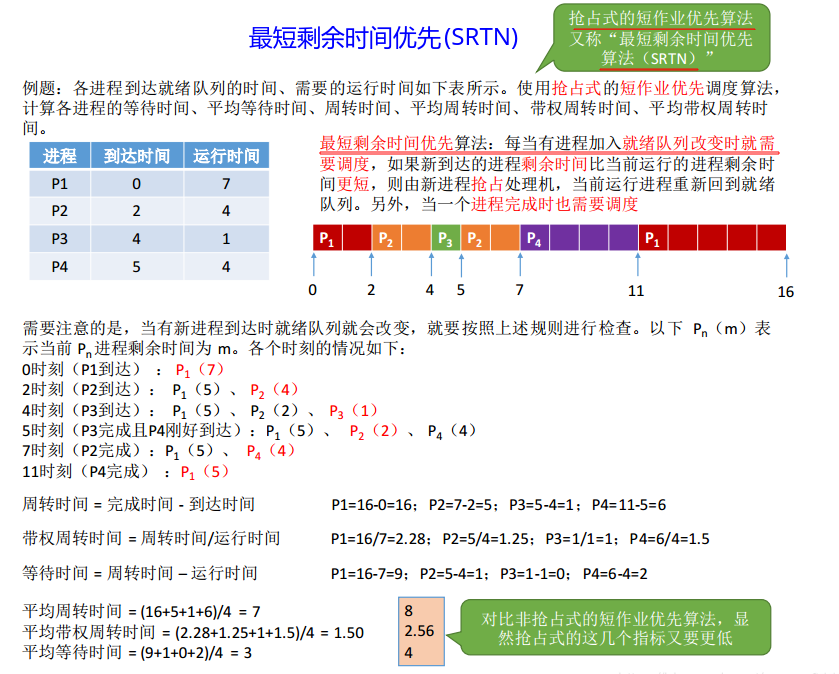 最短剩余时间优先(SRTN)
抢占式的短作业优先算法
又称“最短剩余时间优先
算法（SRTN）”
例题：各进程到达就绪队列的时间、需要的运行时间如下表所示。使用抢占式的短作业优先调度算法，
计算各进程的等待时间、平均等待时间、周转时间、平均周转时间、带权周转时间、平均带权周转时
间。
进程 到达时间 运行时间
P1 0 7
P2 2 4
P3 4 1
P4 5 4
最短剩余时间优先算法：每当有进程加入就绪队列改变时就需
要调度，如果新到达的进程剩余时间比当前运行的进程剩余时
间更短，则由新进程抢占处理机，当前运行进程重新回到就绪
队列。另外，当一个进程完成时也需要调度
P1 P2 P3 P2 P4 P1
0 2 4 5 7 11 16
需要注意的是，当有新进程到达时就绪队列就会改变，就要按照上述规则进行检查。以下 Pn（m）表
示当前 Pn进程剩余时间为 m。各个时刻的情况如下：
0时刻（P1到达）：P1（7）
2时刻（P2到达）：P1（5）、P2（4）
4时刻（P3到达）：P1（5）、P2（2）、P3（1）
5时刻（P3完成且P4刚好到达）：P1（5）、 P2（2）、P4（4）
7时刻（P2完成）：P1（5）、 P4（4）
11时刻（P4完成）：P1（5）
周转时间 = 完成时间 - 到达时间 P1=16-0=16；P2=7-2=5；P3=5-4=1；P4=11-5=6
带权周转时间 = 周转时间/运行时间 P1=16/7=2.28；P2=5/4=1.25；P3=1/1=1；P4=6/4=1.5
等待时间 = 周转时间 – 运行时间 P1=16-7=9；P2=5-4=1；P3=1-1=0；P4=6-4=2
平均周转时间 = (16+5+1+6)/4 = 7
平均带权周转时间 = (2.28+1.25+1+1.5)/4 = 1.50
平均等待时间 = (9+1+0+2)/4 = 3
8
2.56
4
对比非抢占式的短作业优先算法，显
然抢占式的这几个指标又要更低